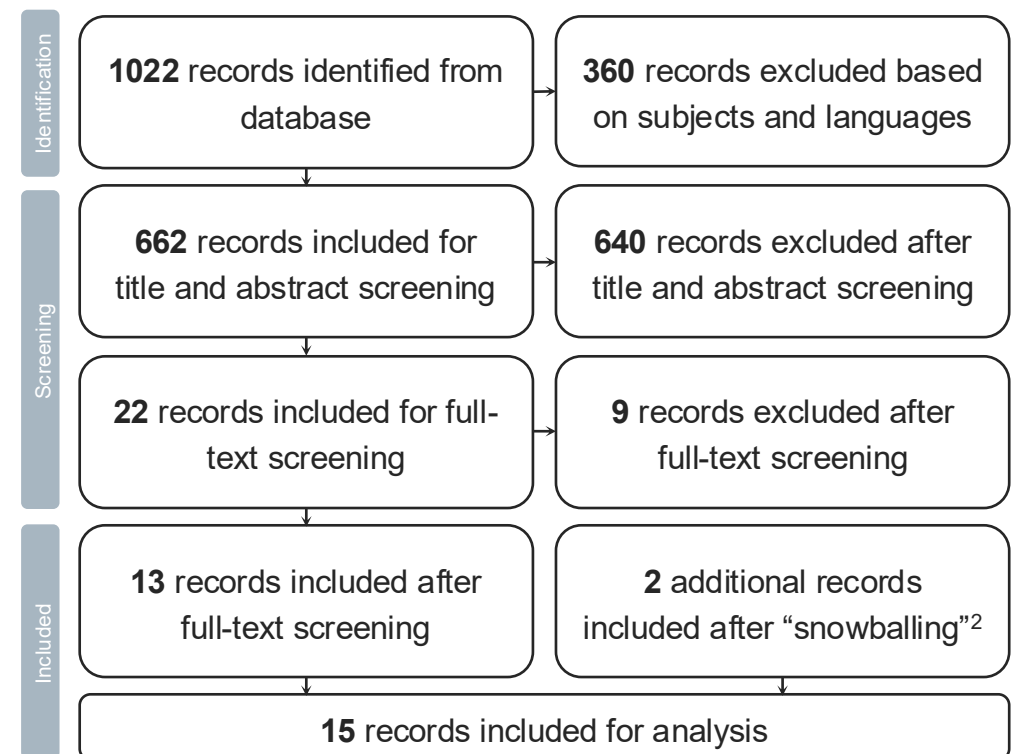 Identification
1022 records identified from
database
360 records excluded based
on subjects and languages
Screening
662 records included for
title and abstract screening
640 records excluded after
title and abstract screening
22 records included for full-
text screening
9 records excluded after
full-text screening
Included
13 records included after
full-text screening
2 additional records
included after “snowballing”²
15 records included for analysis